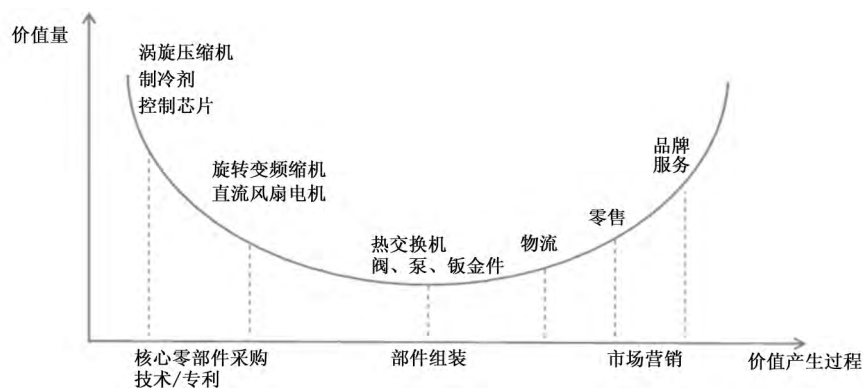 价值量
涡旋压缩机
制冷剂
控制芯片
旋转变频缩机
直流风扇电机
热交换机
阀、泵、钣金件
物流
零售
品牌
服务
核心零部件采购
技术/专利
部件组装
市场营销
价值产生过程